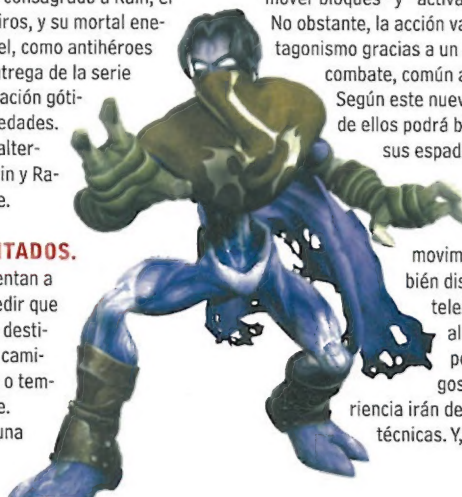 consagrado a Kain, el
iros, y su mortal ene-
el, como antihéroes
trega de la serie
ación góti-
edades.
alter-
in y Ra-
e.
TADOS.
entan a
edir que
desti-
cami-
o tem-
e.
una
mover bloques" y "activa
No obstante, la acción va
tagonismo gracias a un
combate, común a
Según este nuev
de ellos podrá b
sus espad
movim
bién dis
tele
al
pe
gos
riencia irán de
técnicas. Y,